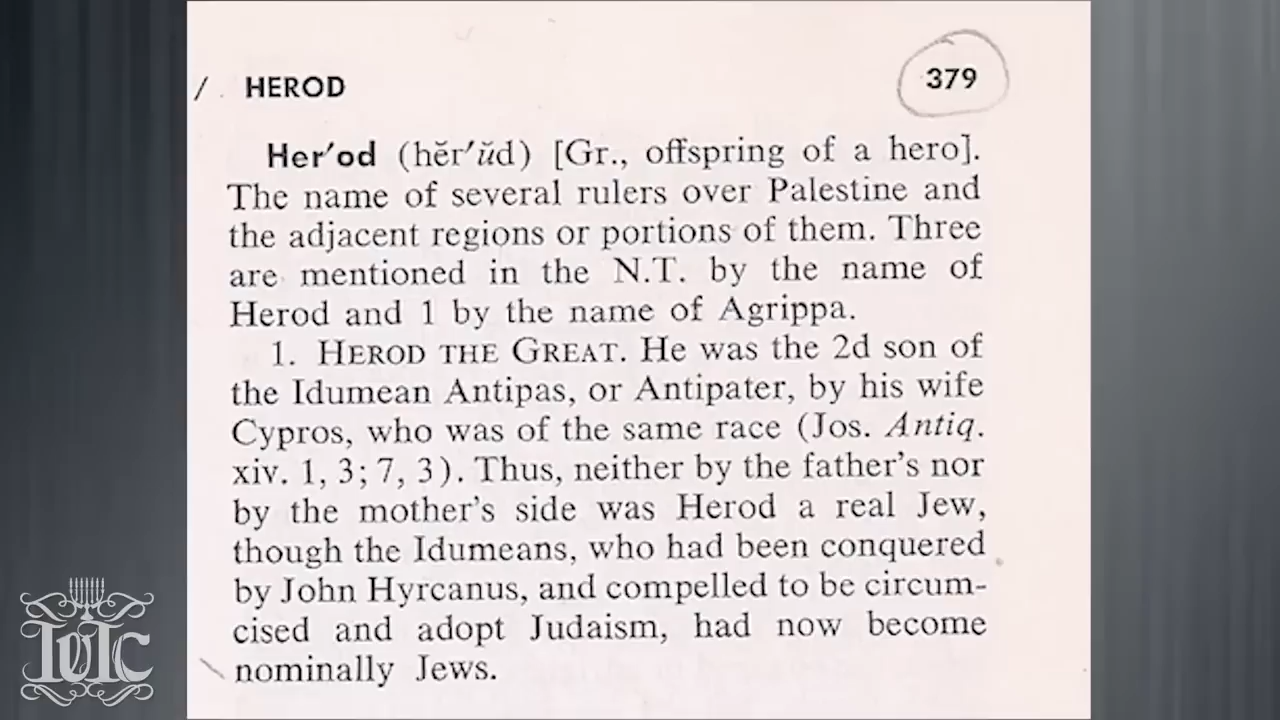 / HEROD 379
Her′od (hĕr′ŭd) [Gr., offspring of a hero].
The name of several rulers over Palestine and
the adjacent regions or portions of them. Three
are mentioned in the N.T. by the name of
Herod and 1 by the name of Agrippa.
1. HEROD THE GREAT. He was the 2d son of
the Idumean Antipas, or Antipater, by his wife
Cypros, who was of the same race (Jos. Antiq.
xiv. 1, 3; 7, 3). Thus, neither by the father's nor
by the mother's side was Herod a real Jew,
though the Idumeans, who had been conquered
by John Hyrcanus, and compelled to be circum-
cised and adopt Judaism, had now become
nominally Jews.
IUIC